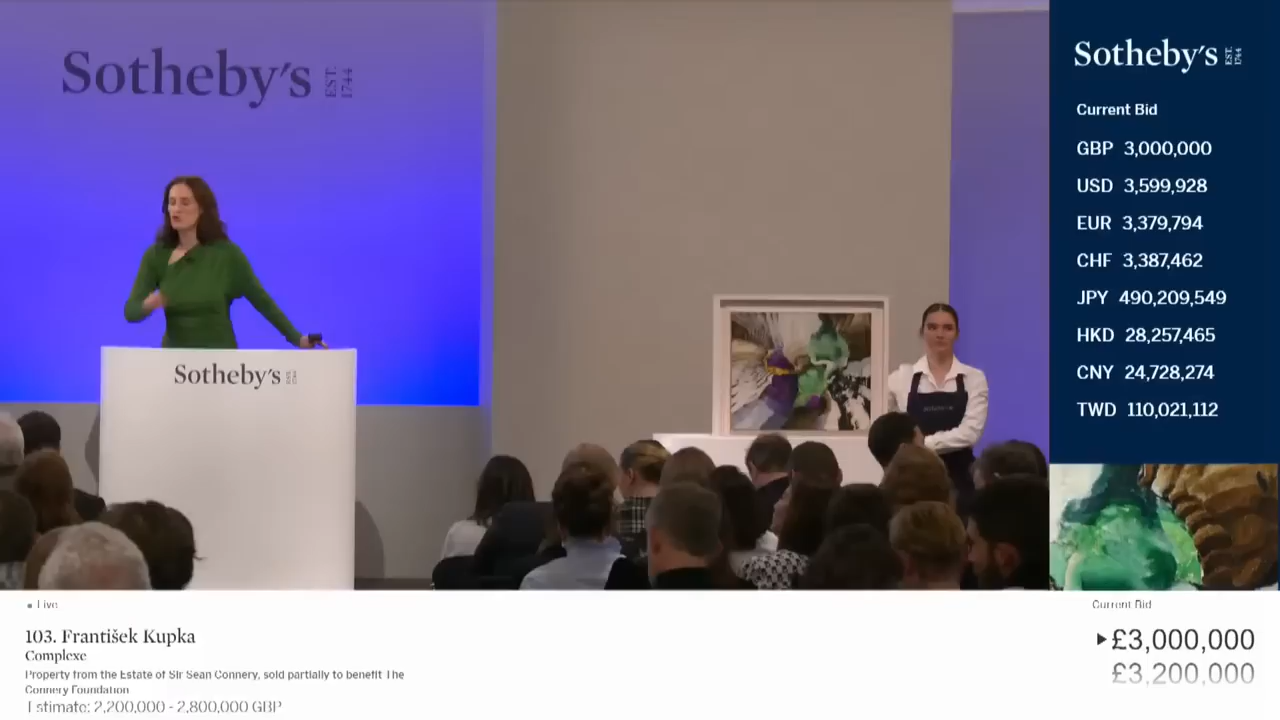 Sotheby's EST. 1744
Sotheby's EST. 1744
Sotheby's EST. 1744
Current Bid
GBP 3,000,000
USD 3,599,928
EUR 3,379,794
CHF 3,387,462
JPY 490,209,549
HKD 28,257,465
CNY 24,728,274
TWD 110,021,112
Live
103. František Kupka
Complexe
Property from the Estate of Sir Sean Connery, sold partially to benefit The
Connery Foundation
Estimate: 2,200,000 - 2,800,000 GBP
Current Bid
£3,000,000
£3,200,000